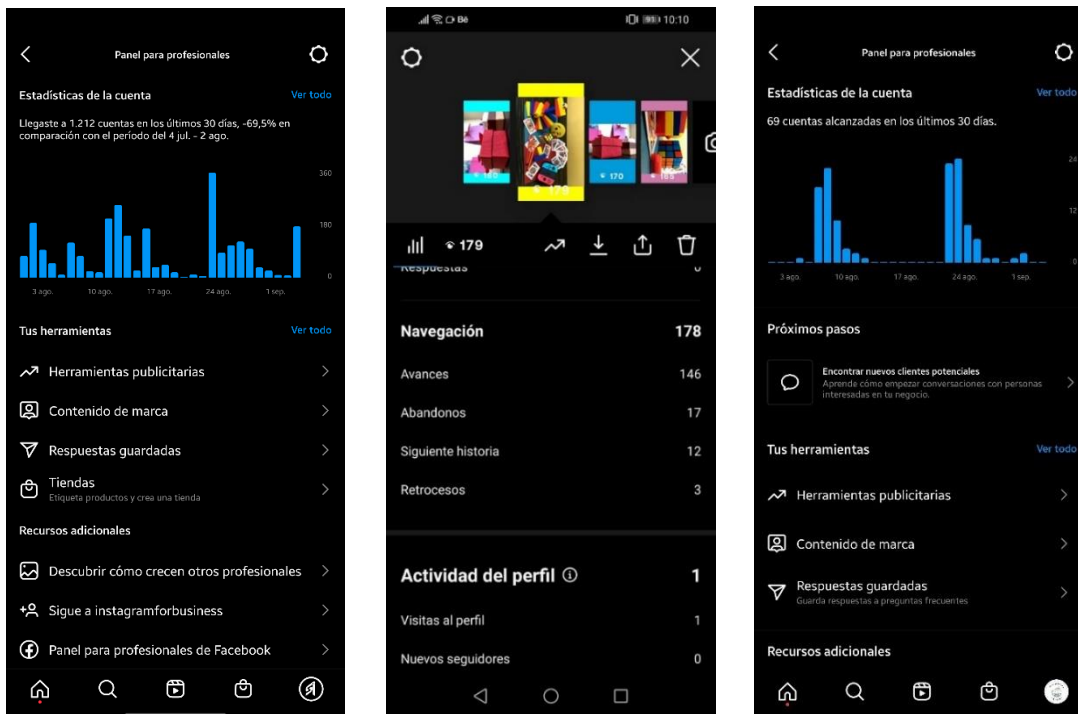 Panel para profesionales
Estadísticas de la cuenta
Ver todo
Llegaste a 1.212 cuentas en los últimos 30 días, -69,5% en
comparación con el período del 4 jul. - 2 ago.
360
180
0
3 ago.
10 ago.
17 ago.
24 ago.
1 sep.
Tus herramientas
Ver todo
Herramientas publicitarias
Contenido de marca
Respuestas guardadas
Tiendas
Etiqueta productos y crea una tienda
Recursos adicionales
Descubrir cómo crecen otros profesionales
Sigue a instagramforbusiness
Panel para profesionales de Facebook
Bè
10:10
179
170
179
Respuestas
0
Navegación
178
Avances
146
Abandonos
17
Siguiente historia
12
Retrocesos
3
Actividad del perfil
1
Visitas al perfil
1
Nuevos seguidores
0
Panel para profesionales
Estadísticas de la cuenta
Ver todo
69 cuentas alcanzadas en los últimos 30 días.
24
12
0
3 ago.
10 ago.
17 ago.
24 ago.
1 sep.
Próximos pasos
Encontrar nuevos clientes potenciales
Aprende cómo empezar conversaciones con personas
interesadas en tu negocio.
Tus herramientas
Ver todo
Herramientas publicitarias
Contenido de marca
Respuestas guardadas
Guarda respuestas a preguntas frecuentes
Recursos adicionales